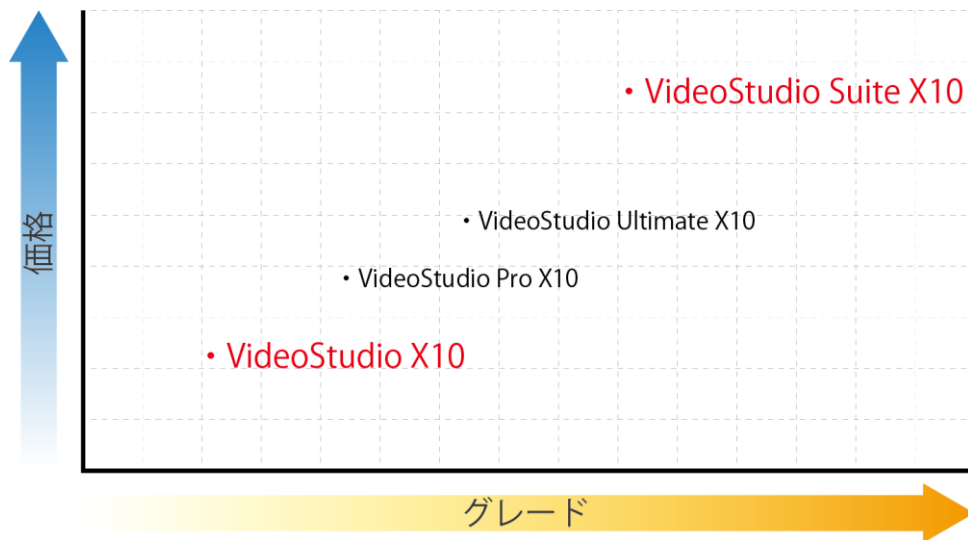 価格
・VideoStudio Suite X10
・VideoStudio Ultimate X10
・VideoStudio Pro X10
・VideoStudio X10
グレード